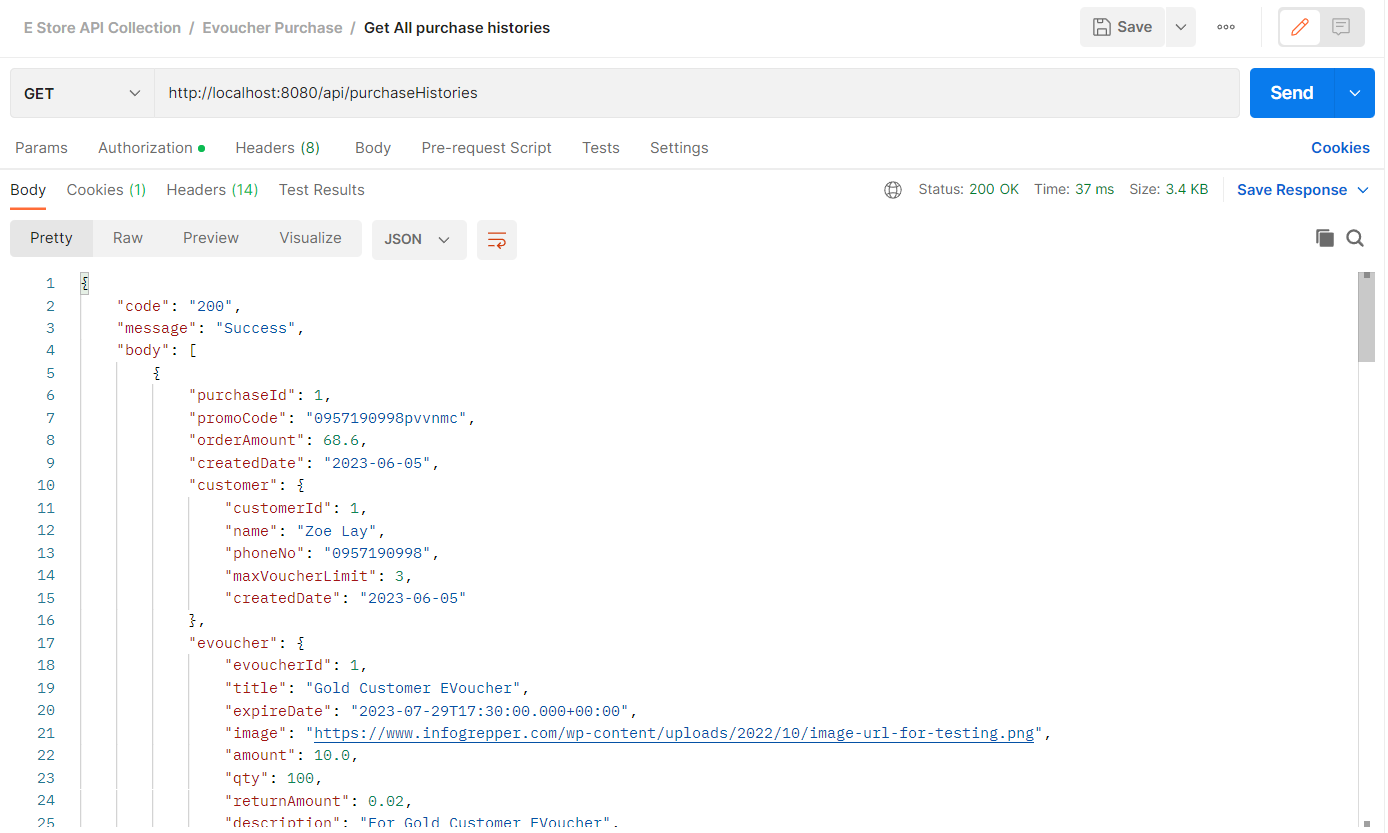 E Store API Collection / Evoucher Purchase / Get All purchase histories
Save
GET http://localhost:8080/api/purchaseHistories Send
Params Authorization Headers (8) Body Pre-request Script Tests Settings Cookies
Body Cookies (1) Headers (14) Test Results Status: 200 OK Time: 37 ms Size: 3.4 KB Save Response
Pretty Raw Preview Visualize JSON
1 {
2 "code": "200",
3 "message": "Success",
4 "body": [
5 {
6 "purchaseId": 1,
7 "promoCode": "0957190998pvvnmc",
8 "orderAmount": 68.6,
9 "createdDate": "2023-06-05",
10 "customer": {
11 "customerId": 1,
12 "name": "Zoe Lay",
13 "phoneNo": "0957190998",
14 "maxVoucherLimit": 3,
15 "createdDate": "2023-06-05"
16 },
17 "evoucher": {
18 "evoucherId": 1,
19 "title": "Gold Customer EVoucher",
20 "expireDate": "2023-07-29T17:30:00.000+00:00",
21 "image": "https://www.infogrepper.com/wp-content/uploads/2022/10/image-url-for-testing.png",
22 "amount": 10.0,
23 "qty": 100,
24 "returnAmount": 0.02,
25 "description": "For Gold Customer EVoucher",